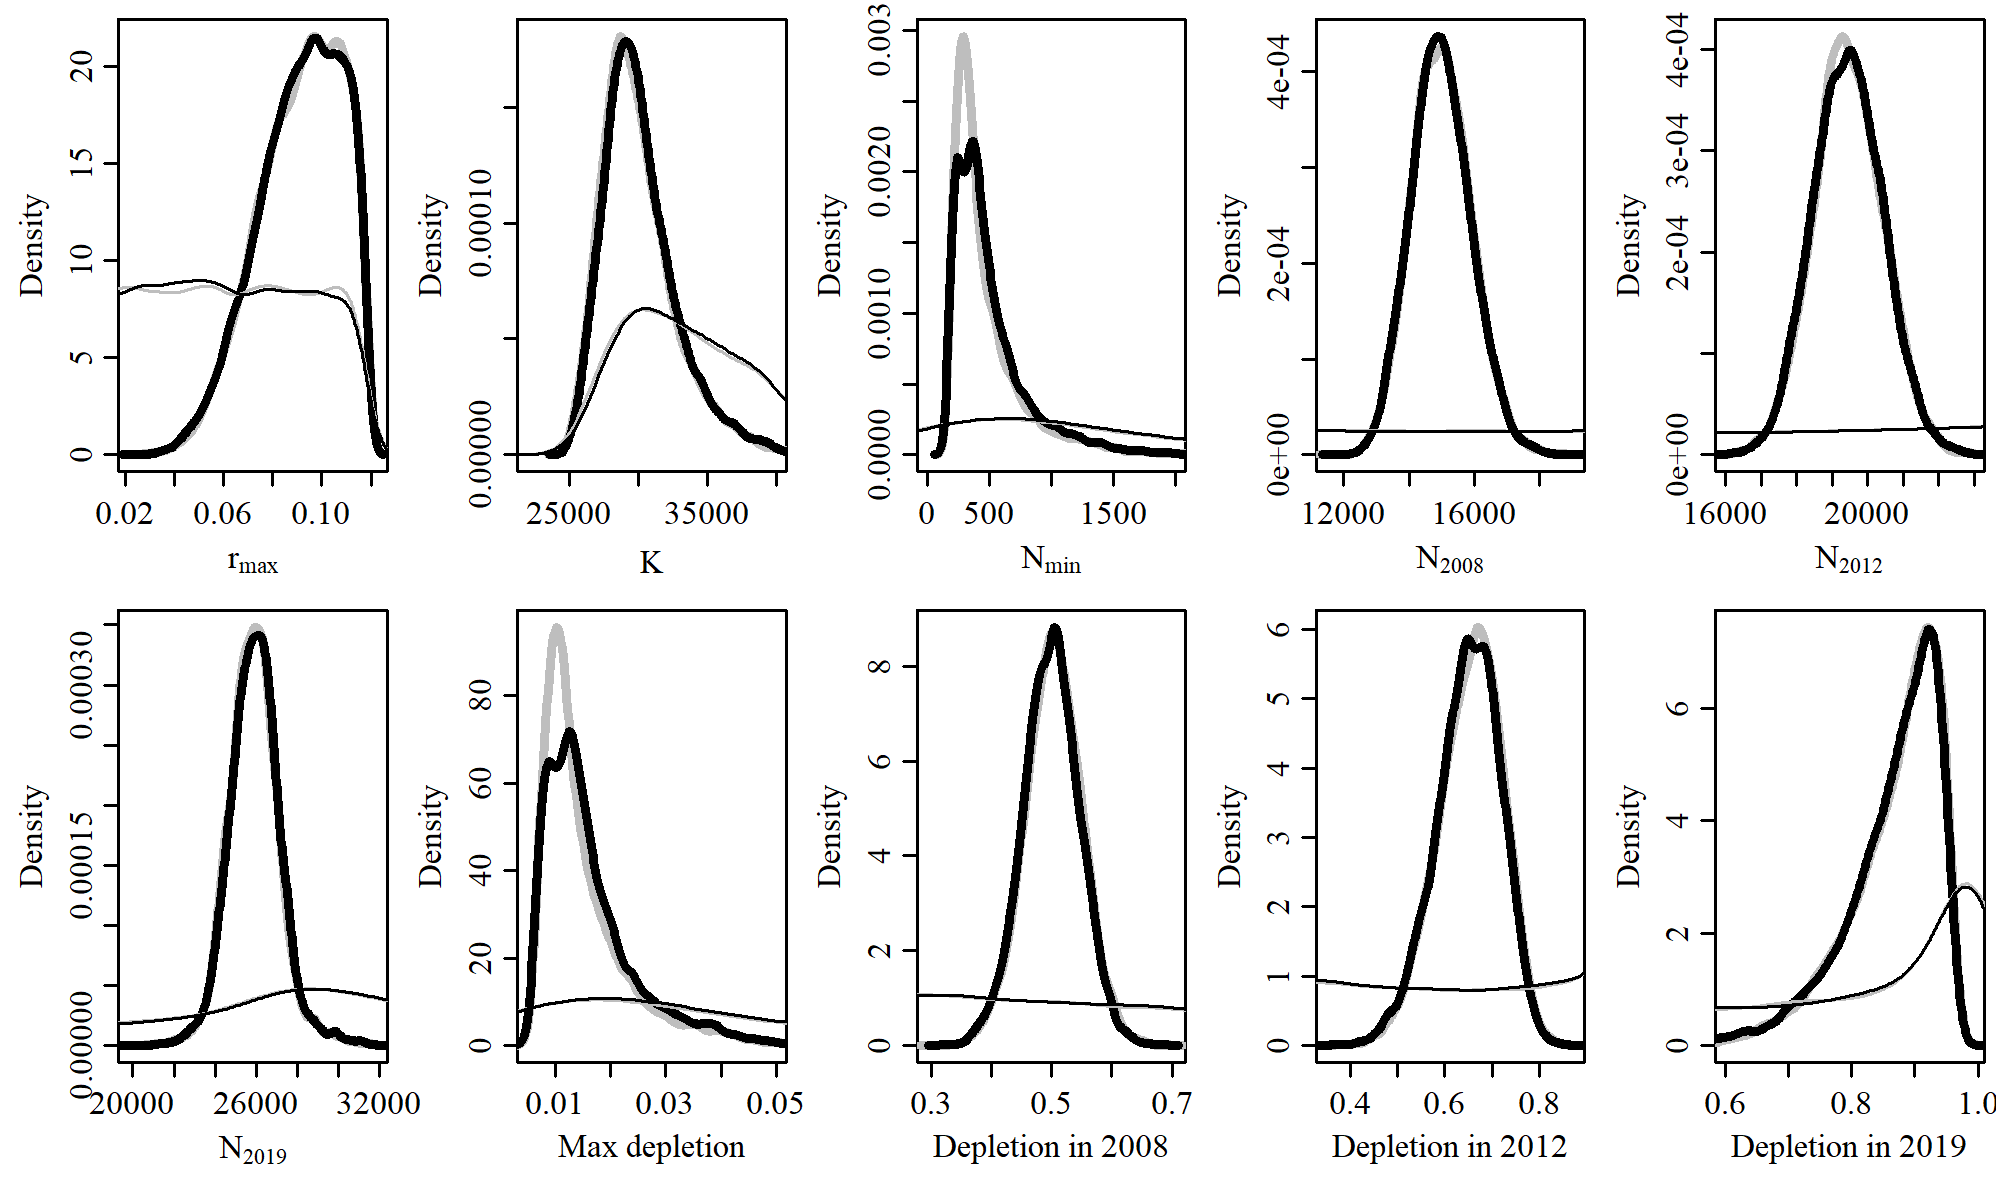 Density
0 5 10 15 20
0.02 0.06 0.10
r_max
Density
0.00000 0.00010
25000 35000
K
Density
0.0000 0.0010 0.0020 0.003
0 500 1500
N_min
Density
0e+00 2e-04 4e-04
12000 16000
N_2008
Density
0e+00 2e-04 3e-04 4e-04
16000 20000
N_2012
Density
0.00000 0.00015 0.00030
20000 26000 32000
N_2019
Density
0 20 40 60 80
0.01 0.03 0.05
Max depletion
Density
0 2 4 6 8
0.3 0.5 0.7
Depletion in 2008
Density
0 1 2 3 4 5 6
0.4 0.6 0.8
Depletion in 2012
Density
0 2 4 6
0.6 0.8 1.0
Depletion in 2019